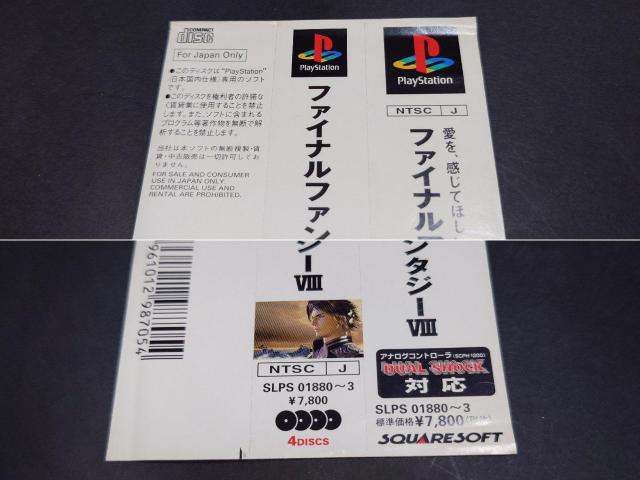 COMPACT
DISC
For Japan Only
●このディスクは"PlayStation"
(日本国内仕様)専用のソフト
です。
●このディスクを権利者の許諾な
く賃貸業に使用することを禁止
します。また、ソフトに含まれる
プログラム等著作物を無断で解
析することを禁止します。
当社は本ソフトの無断複製・賃
貸・中古販売は一切許可してお
りません。
FOR SALE AND CONSUMER
USE IN JAPAN ONLY.
COMMERCIAL USE AND
RENTAL ARE PROHIBITED.
PlayStation
ファイナルファン
PlayStation
NTSC J
愛を、感じてほし
ファイナル
961012987054
ジーVIII
NTSC J
SLPS 01880～3
¥7,800
4DISCS
ンタジーVIII
アナログコントローラ(SCPH-1200)
DUAL SHOCK
対応
SLPS 01880～3
標準価格¥7,800
SQUARESOFT